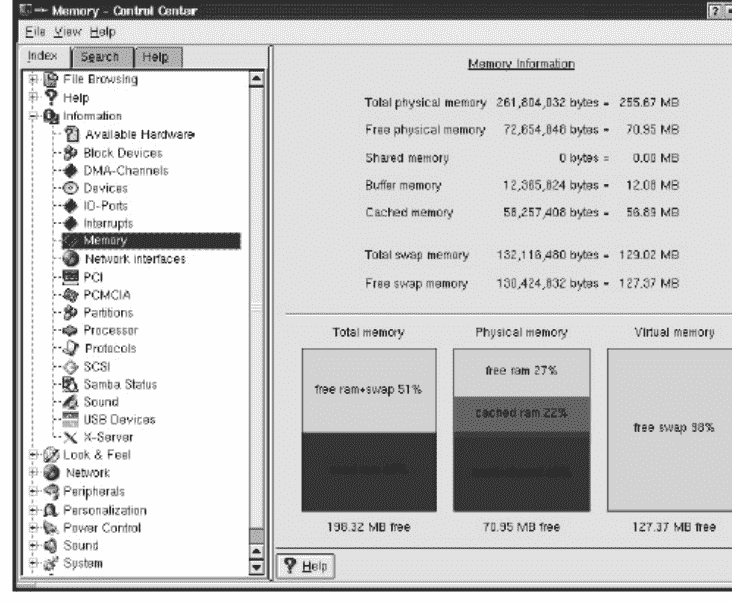 Memory - Control Center
File View Help
Index Search Help
File Browsing
Help
Information
Available Hardware
Block Devices
DMA-Channels
Devices
IO-Ports
Interrupts
Memory
Network Interfaces
PCI
PCMCIA
Partitions
Processor
Protocols
SCSI
Samba Status
Sound
USB Devices
X-Server
Look & Feel
Network
Peripherals
Personalization
Power Control
Sound
System
Memory Information
Total physical memory 261,804,032 bytes = 255.67 MB
Free physical memory 72,654,848 bytes = 70.95 MB
Shared memory 0 bytes = 0.00 MB
Buffer memory 12,365,824 bytes = 12.08 MB
Cached memory 58,257,408 bytes = 56.89 MB
Total swap memory 132,116,480 bytes = 129.02 MB
Free swap memory 130,424,832 bytes = 127.37 MB
Total memory Physical memory Virtual memory
free ram+swap 51%
free ram 27%
cached ram 22%
free swap 98%
198.32 MB free 70.95 MB free 127.37 MB free
Help